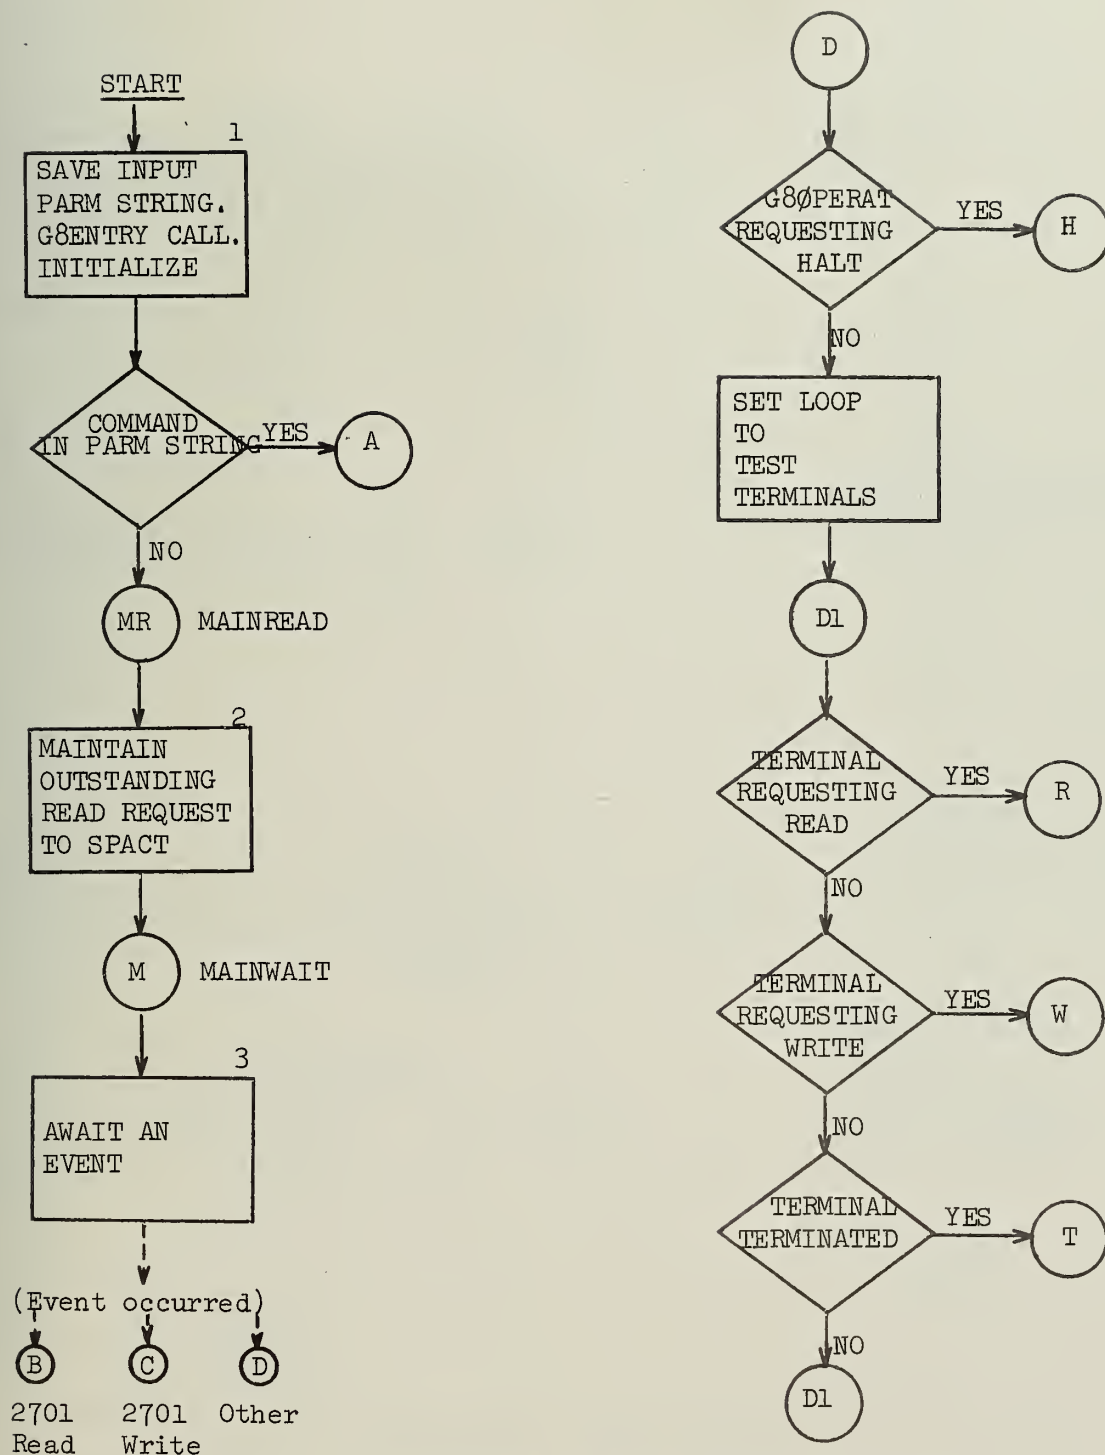 START
1
SAVE INPUT
PARM STRING.
G8ENTRY CALL.
INITIALIZE
COMMAND
IN PARM STRING
YES
A
NO
MR
MAINREAD
2
MAINTAIN
OUTSTANDING
READ REQUEST
TO SPACT
M
MAINWAIT
3
AWAIT AN
EVENT
(Event occurred)
B
C
D
2701
Read
2701
Write
Other
D
G8ØPERAT
REQUESTING
HALT
YES
H
NO
SET LOOP
TO
TEST
TERMINALS
D1
TERMINAL
REQUESTING
READ
YES
R
NO
TERMINAL
REQUESTING
WRITE
YES
W
NO
TERMINAL
TERMINATED
YES
T
NO
D1